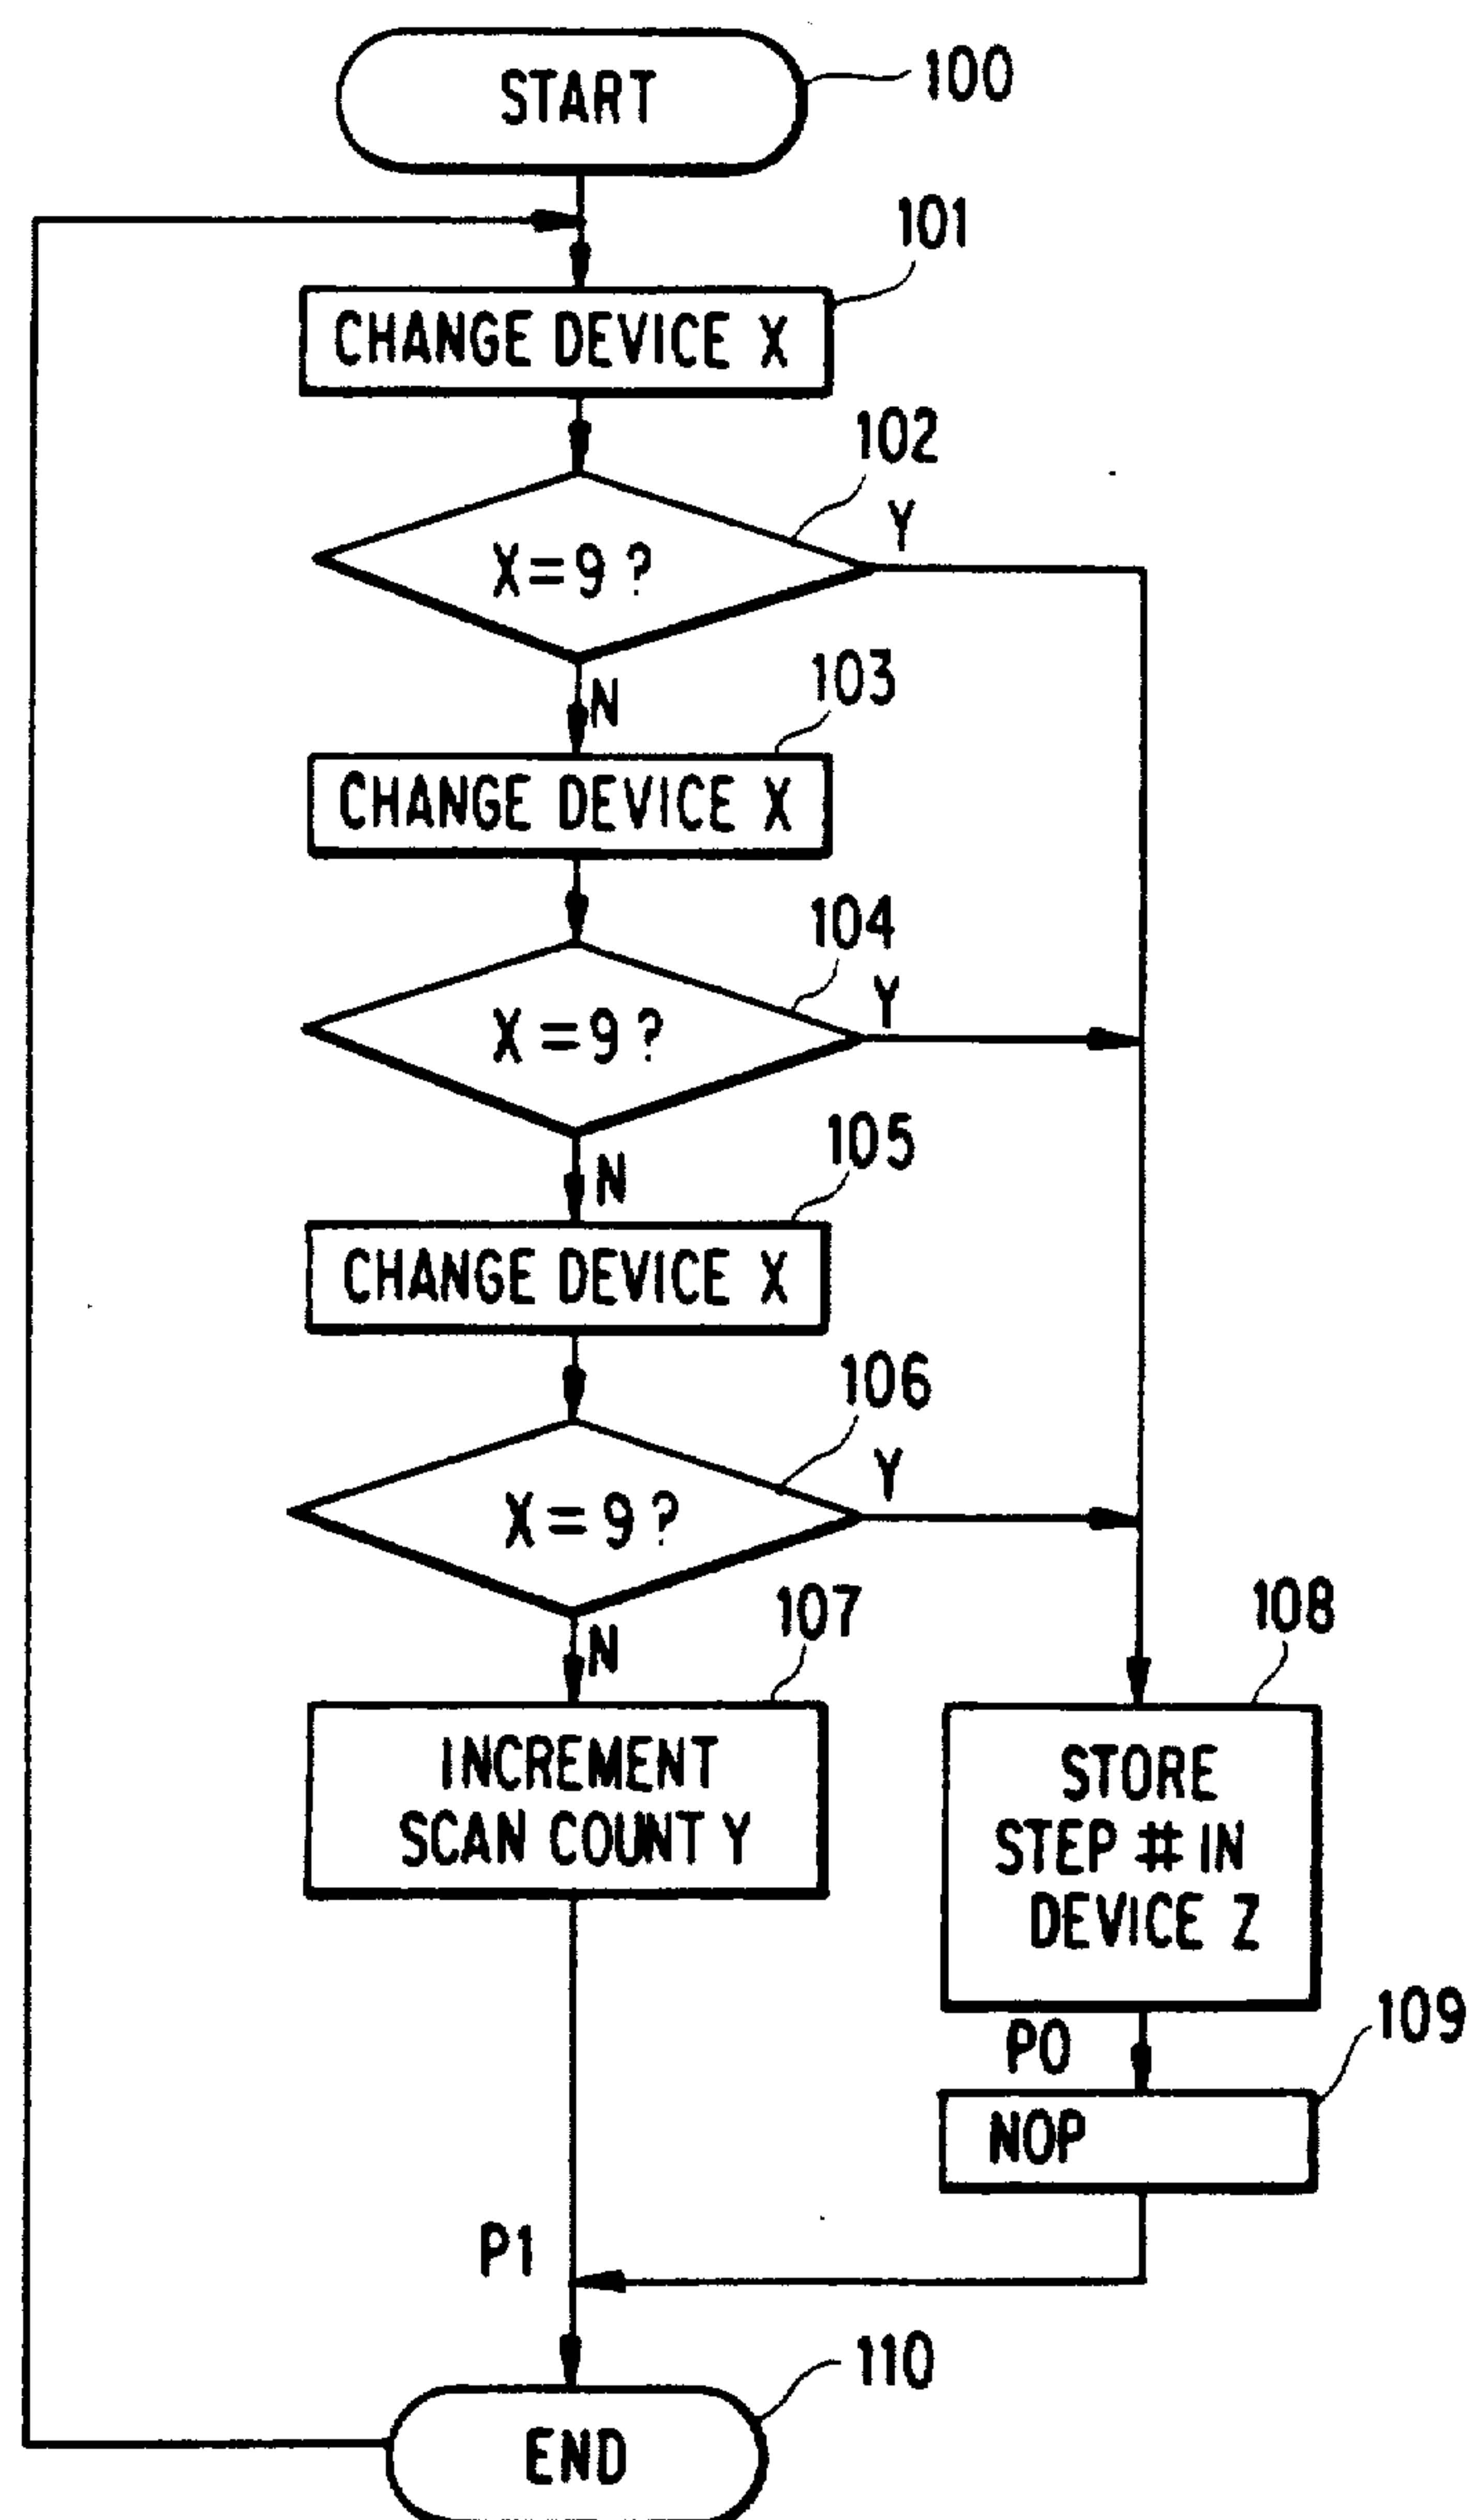 START
100
101
CHANGE DEVICE X
102
Y
X=9?
N
103
CHANGE DEVICE X
104
Y
X=9?
N
105
CHANGE DEVICE X
106
Y
X=9?
N
107
108
INCREMENT
SCAN COUNT Y
STORE
STEP # IN
DEVICE Z
P0
109
NOP
P1
110
END